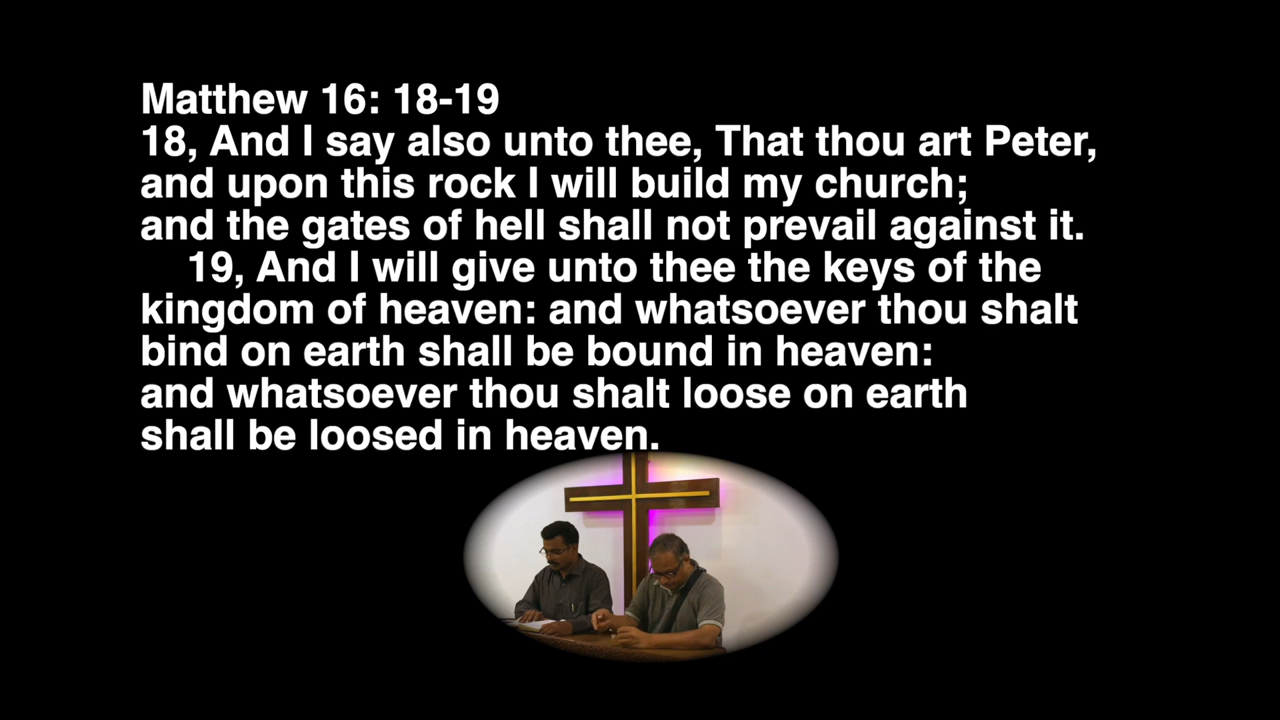 Matthew 16: 18-19
18, And I say also unto thee, That thou art Peter,
and upon this rock I will build my church;
and the gates of hell shall not prevail against it.
19, And I will give unto thee the keys of the
kingdom of heaven: and whatsoever thou shalt
bind on earth shall be bound in heaven:
and whatsoever thou shalt loose on earth
shall be loosed in heaven.